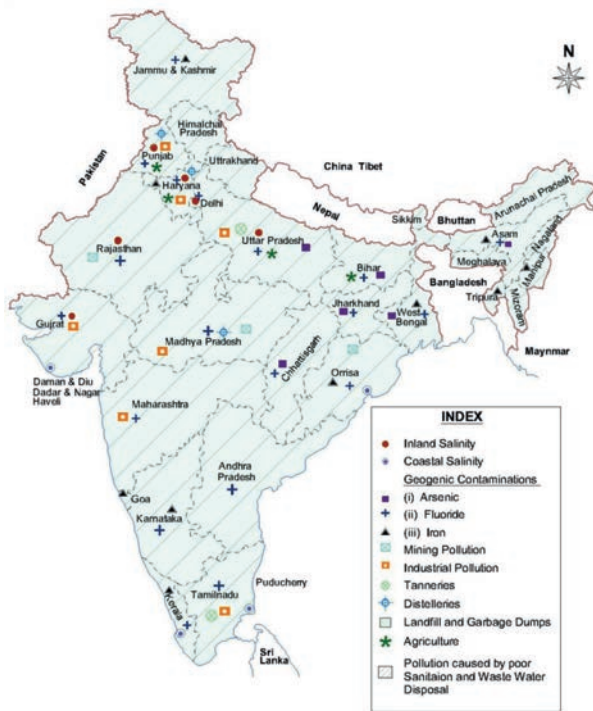 N
Jammu & Kashmir
Himalchal
Pradesh
Punjab
Uttrakhand
Pakistan
Haryana
Delhi
China Tibet
Nepal
Sikkim
Bhuttan
Arunachal Pradesh
Rajasthan
Uttar Pradesh
Asam
Nagaland
Meghalaya
Manipur
Bihar
Bangladesh
Tripura
Mizoram
Jharkhand
West
Bengal
Maynmar
Gujrat
Madhya Pradesh
Chhattisgarh
Daman & Diu
Dadar & Nagar
Havoli
Orrisa
Maharashtra
Andhra
Pradesh
Goa
Karnataka
Puducherry
Tamilnadu
Kerala
Sri
Lanka
INDEX
Inland Salinity
Coastal Salinity
Geogenic Contaminations
(i) Arsenic
(ii) Fluoride
(iii) Iron
Mining Pollution
Industrial Pollution
Tanneries
Distelleries
Landfill and Garbage Dumps
Agriculture
Pollution caused by poor
Sanitaion and Waste Water
Disposal